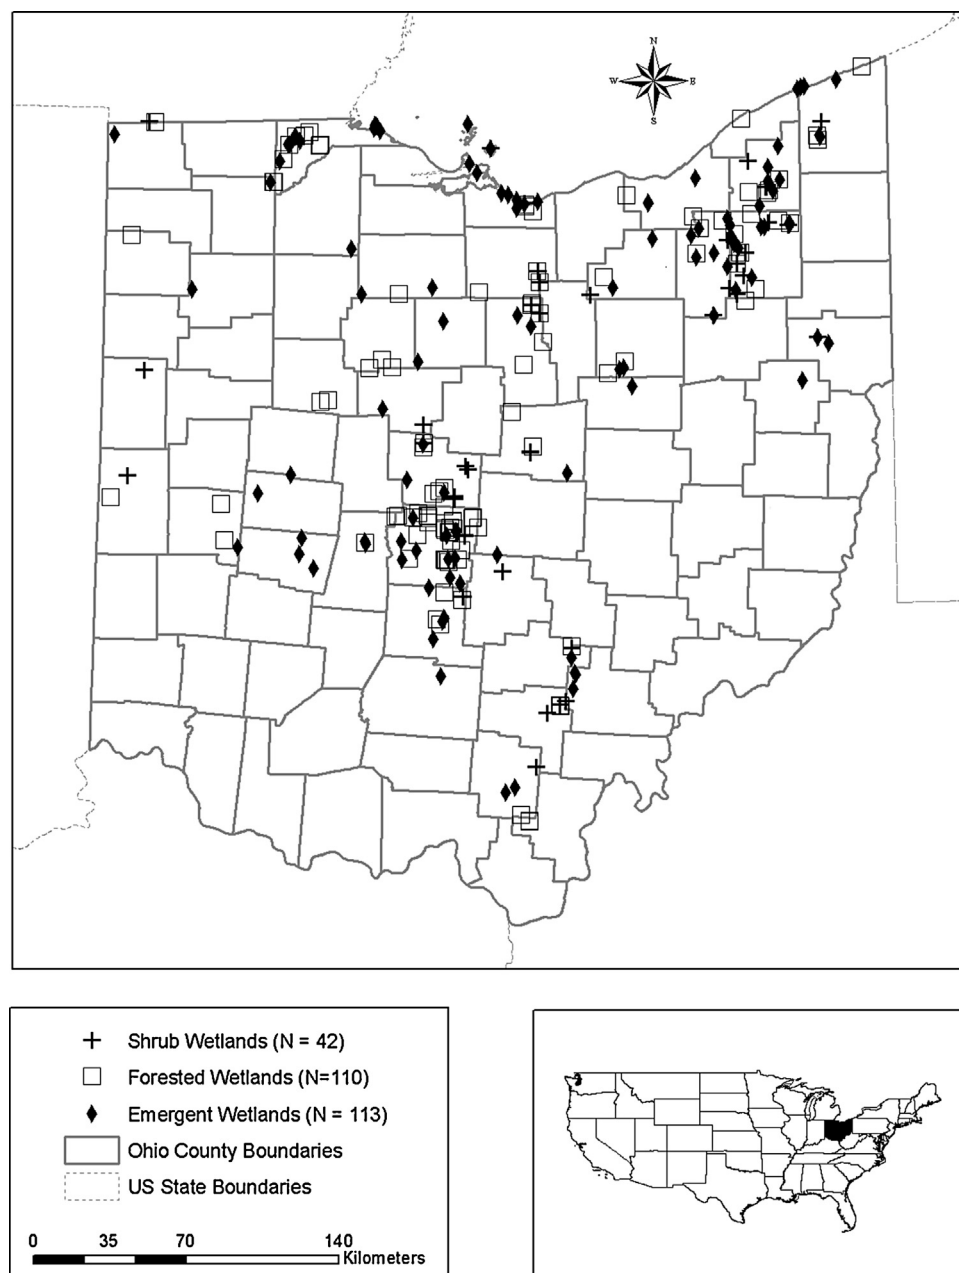 N
W E
S
Shrub Wetlands (N = 42)
Forested Wetlands (N=110)
Emergent Wetlands (N = 113)
Ohio County Boundaries
US State Boundaries
0 35 70 140
Kilometers